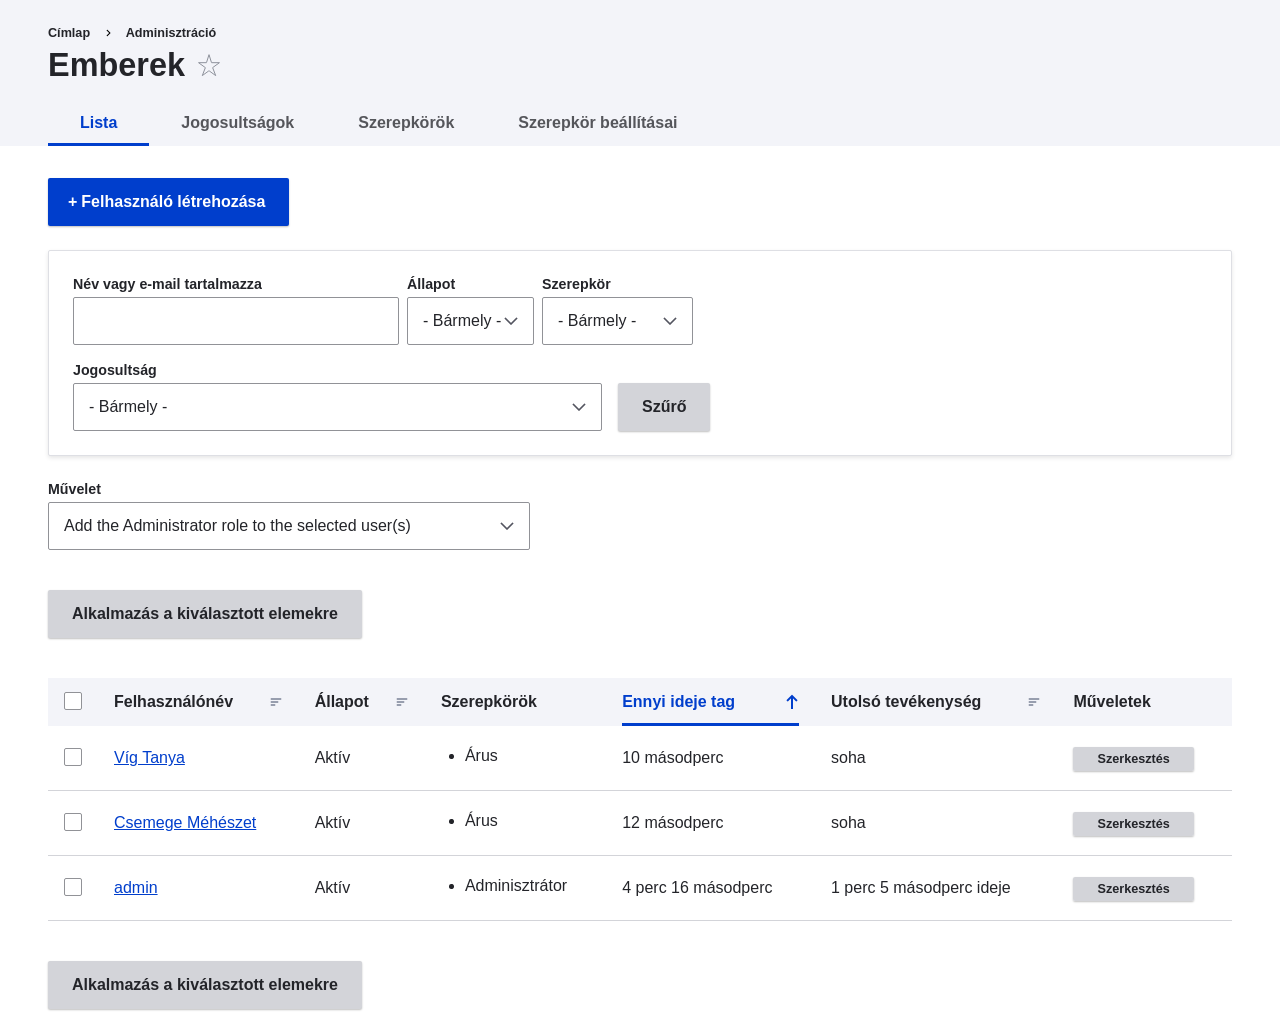 Címlap › Adminisztráció
Emberek ☆
Lista Jogosultságok Szerepkörök Szerepkör beállításai
+ Felhasználó létrehozása
Név vagy e-mail tartalmazza Állapot Szerepkör
- Bármely - - Bármely -
Jogosultság
- Bármely - Szűrő
Művelet
Add the Administrator role to the selected user(s)
Alkalmazás a kiválasztott elemekre
Felhasználónév Állapot Szerepkörök Ennyi ideje tag Utolsó tevékenység Műveletek
Víg Tanya Aktív • Árus 10 másodperc soha Szerkesztés
Csemege Méhészet Aktív • Árus 12 másodperc soha Szerkesztés
admin Aktív • Adminisztrátor 4 perc 16 másodperc 1 perc 5 másodperc ideje Szerkesztés
Alkalmazás a kiválasztott elemekre